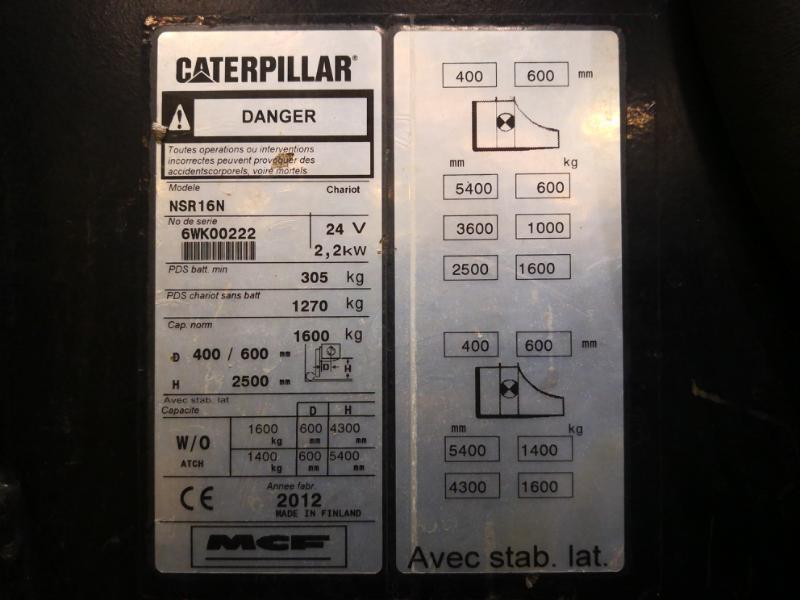 CATERPILLAR®
DANGER
Toutes operations ou interventions
incorrectes peuvent provoquer des
accidentscorporels, voire mortels
Modele Chariot
NSR16N
No de serie
6WK00222 24 V
2,2kW
PDS batt. min
305 kg
PDS chariot sans batt
1270 kg
Cap. norm
1600 kg
D 400 / 600 mm
D H
H 2500 mm
Avec stab. lat
Capacite D H
W/O 1600 kg 600 mm 4300 mm
ATCH 1400 kg 600 mm 5400 mm
CE Annee fabr.
2012
MADE IN FINLAND
MCF
400 600 mm
mm kg
5400 600
3600 1000
2500 1600
400 600 mm
mm kg
5400 1400
4300 1600
Avec stab. lat.